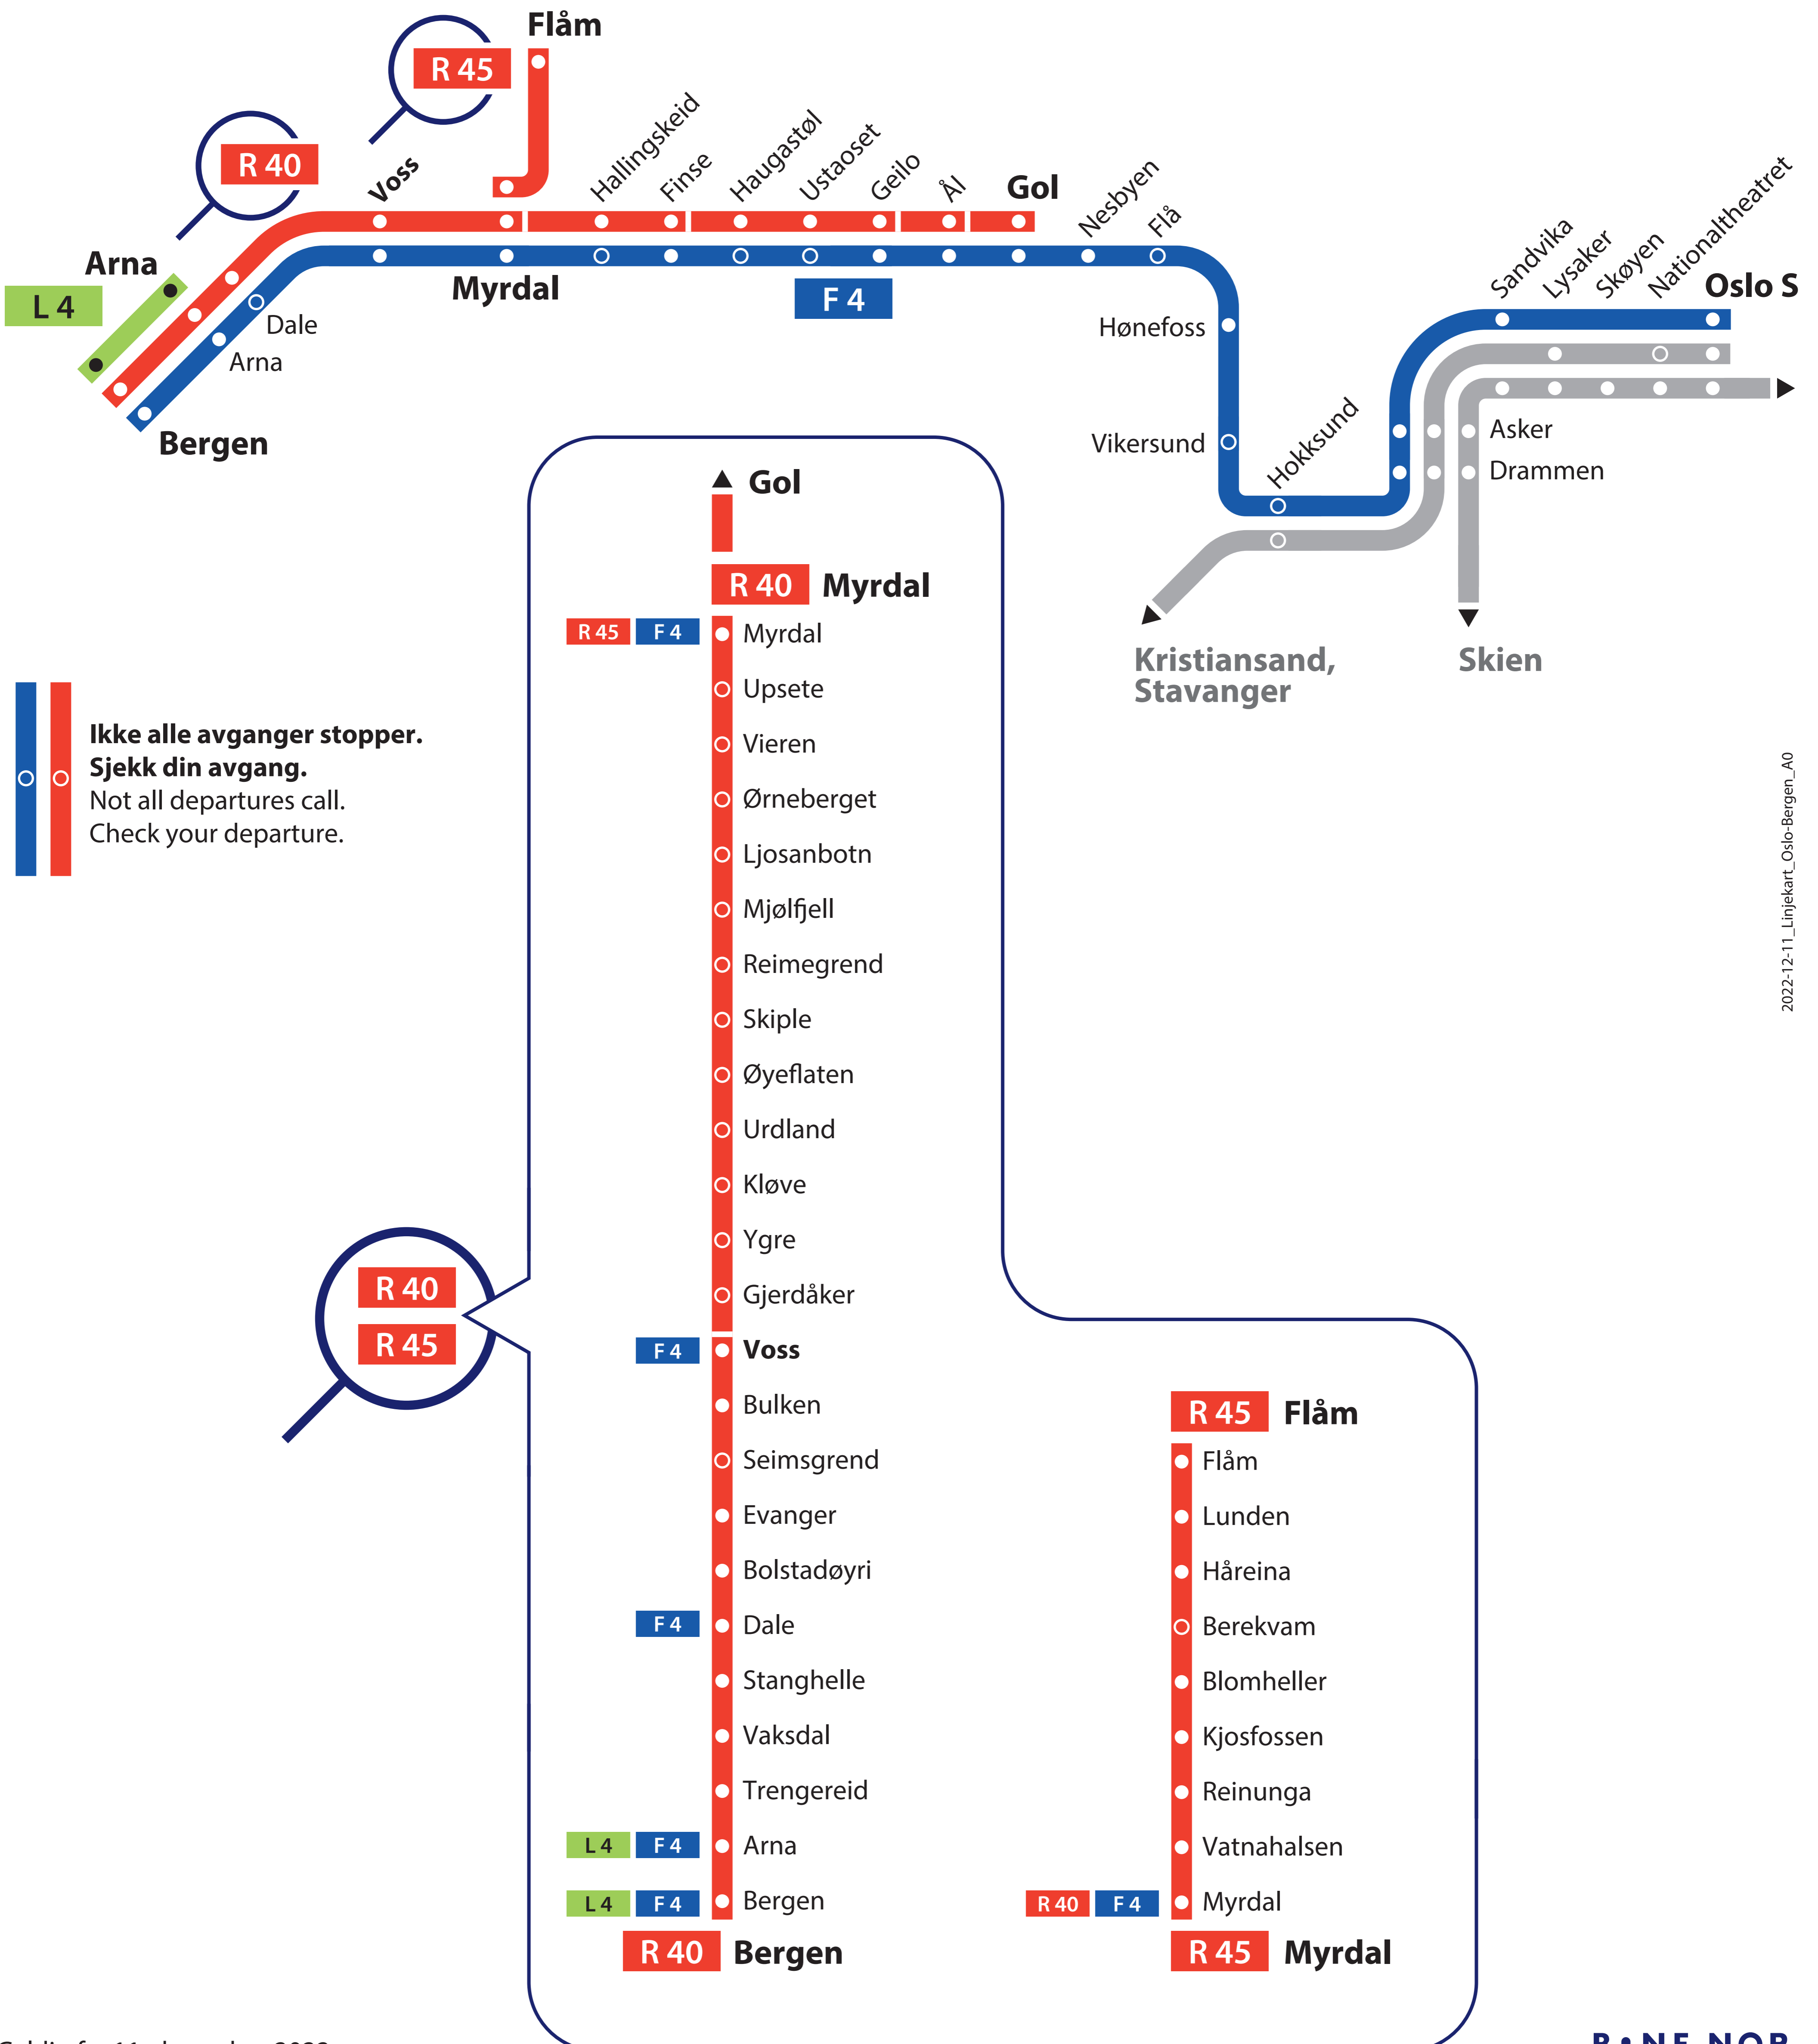 Flåm
R 45
R 40
Voss
Hallingskeid
Finse
Haugastøl
Ustaoset
Geilo
Ål
Gol
Nesbyen
Flå
Sandvika
Lysaker
Skøyen
Nationaltheatret
Oslo S
Arna
L 4
Myrdal
F 4
Dale
Arna
Bergen
Hønefoss
Vikersund
Hokksund
Asker
Drammen
Kristiansand,
Stavanger
Skien
Ikke alle avganger stopper.
Sjekk din avgang.
Not all departures call.
Check your departure.
2022-12-11_Linjekart_Oslo-Bergen_A0
Gol
R 40 Myrdal
R 45 F 4 Myrdal
Upsete
Vieren
Ørneberget
Ljosanbotn
Mjølfjell
Reimegrend
Skiple
Øyeflaten
Urdland
Kløve
Ygre
Gjerdåker
R 40
R 45
F 4 Voss
Bulken
Seimsgrend
Evanger
Bolstadøyri
F 4 Dale
Stanghelle
Vaksdal
Trengereid
L 4 F 4 Arna
L 4 F 4 Bergen
R 40 Bergen
R 45 Flåm
Flåm
Lunden
Håreina
Berekvam
Blomheller
Kjosfossen
Reinunga
Vatnahalsen
R 40 F 4 Myrdal
R 45 Myrdal